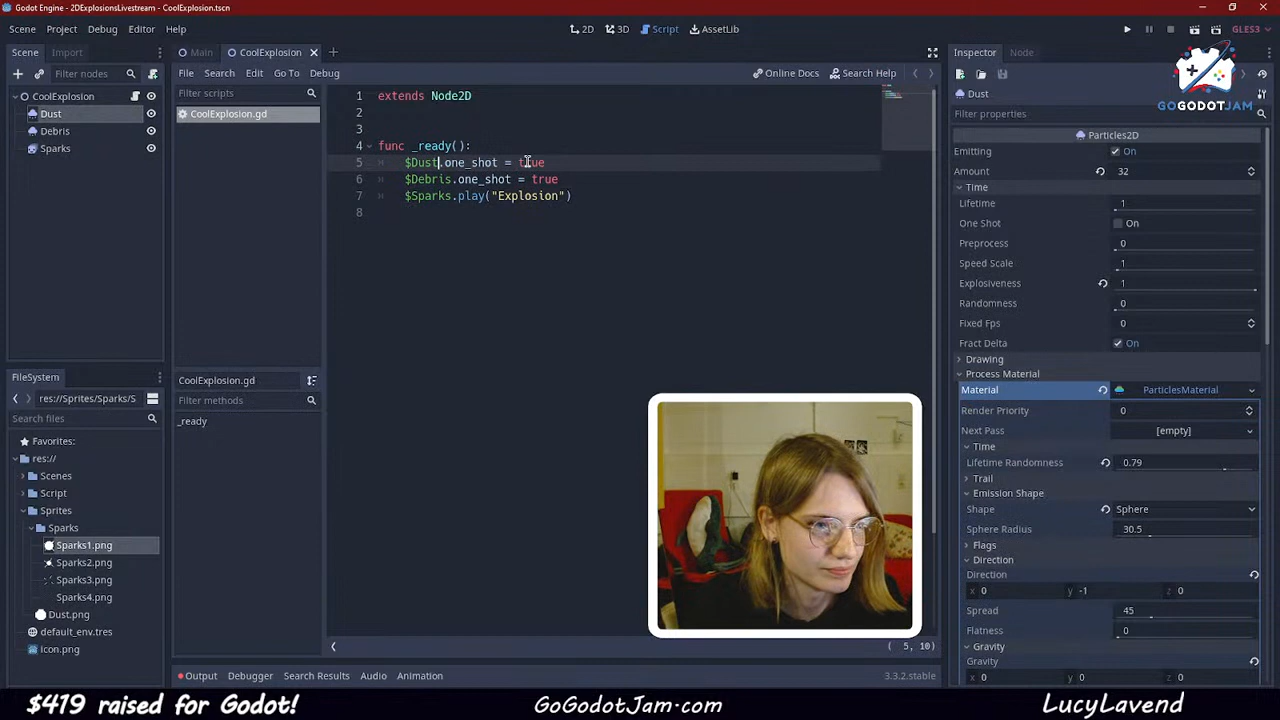 Godot Engine - 2DExplosionsLivestream - CoolExplosion.tscn
Scene Project Debug Editor Help
2D 3D Script AssetLib
GLES3
Scene Import
Filter nodes
CoolExplosion
Dust
Debris
Sparks
FileSystem
res://Sprites/Sparks/S
Search files
Favorites:
res://
Scenes
Script
Sprites
Sparks
Sparks1.png
Sparks2.png
Sparks3.png
Sparks4.png
Dust.png
default_env.tres
icon.png
Main CoolExplosion
File Search Edit Go To Debug
Online Docs Search Help
Filter scripts
CoolExplosion.gd
CoolExplosion.gd
Filter methods
_ready
1 extends Node2D
2
3
4 func _ready():
5 $Dust.one_shot = true
6 $Debris.one_shot = true
7 $Sparks.play("Explosion")
8
( 5, 10)
Output Debugger Search Results Audio Animation
3.3.2.stable
Inspector Node
GOGODOTJAM
Dust
Filter properties
Particles2D
Emitting On
Amount 32
Time
Lifetime 1
One Shot On
Preprocess 0
Speed Scale 1
Explosiveness 1
Randomness 0
Fixed Fps 0
Fract Delta On
Drawing
Process Material
Material ParticlesMaterial
Render Priority 0
Next Pass [empty]
Time
Lifetime Randomness 0.79
Trail
Emission Shape
Shape Sphere
Sphere Radius 30.5
Flags
Direction
Direction
x 0 y -1 z 0
Spread 45
Flatness 0
Gravity
Gravity
x 0 y 0 z 0
$419 raised for Godot! GoGodotJam.com LucyLavend